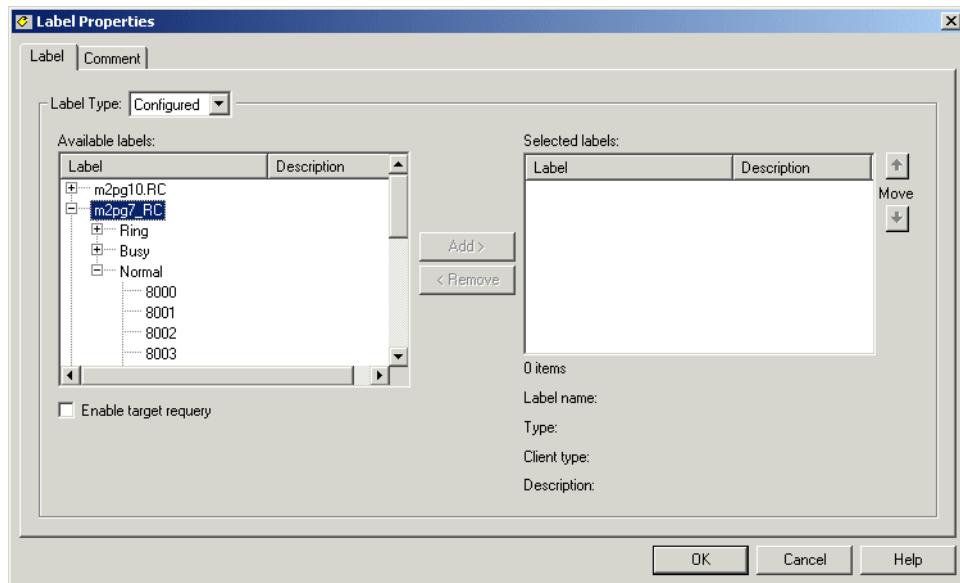 Label Properties
Label
Comment
Label Type: Configured
Available labels:
Label Description
m2pg10.RC
m2pg7_RC
Ring
Busy
Normal
8000
8001
8002
8003
Enable target requery
Add >
< Remove
Selected labels:
Label Description
Move
0 items
Label name:
Type:
Client type:
Description:
OK Cancel Help